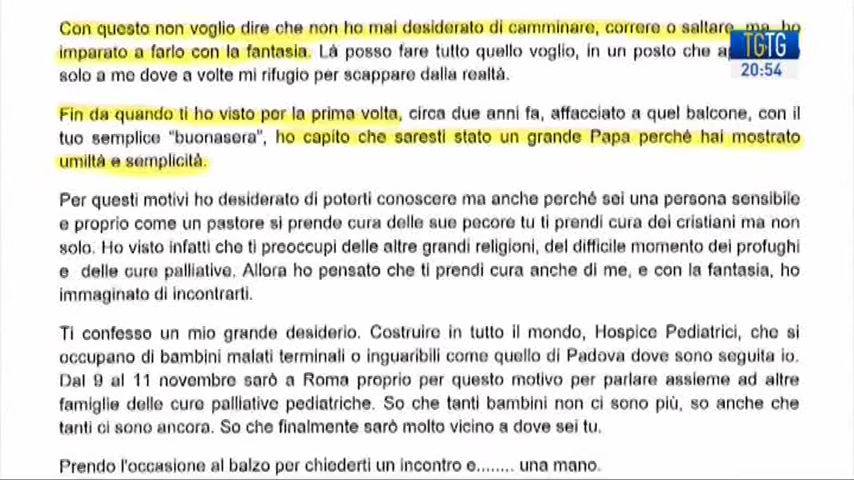 Con questo non voglio dire che non ho mai desiderato di camminare, correre o saltare, ma, ho
imparato a farlo con la fantasia. Là posso fare tutto quello voglio, in un posto che
solo a me dove a volte mi rifugio per scappare dalla realtà.
TGTG
20:54
Fin da quando ti ho visto per la prima volta, circa due anni fa, affacciato a quel balcone, con il
tuo semplice "buonasera", ho capito che saresti stato un grande Papa perché hai mostrato
umiltà e semplicità.
Per questi motivi ho desiderato di poterti conoscere ma anche perché sei una persona sensibile
e proprio come un pastore si prende cura delle sue pecore tu ti prendi cura dei cristiani ma non
solo. Ho visto infatti che ti preoccupi delle altre grandi religioni, del difficile momento dei profughi
e delle cure palliative. Allora ho pensato che ti prendi cura anche di me, e con la fantasia, ho
immaginato di incontrarti.
Ti confesso un mio grande desiderio. Costruire in tutto il mondo, Hospice Pediatrici, che si
occupano di bambini malati terminali o inguaribili come quello di Padova dove sono seguita io.
Dal 9 al 11 novembre sarò a Roma proprio per questo motivo per parlare assieme ad altre
famiglie delle cure palliative pediatriche. So che tanti bambini non ci sono più, so anche che
tanti ci sono ancora. So che finalmente sarò molto vicino a dove sei tu.
Prendo l'occasione al balzo per chiederti un incontro e........ una mano.